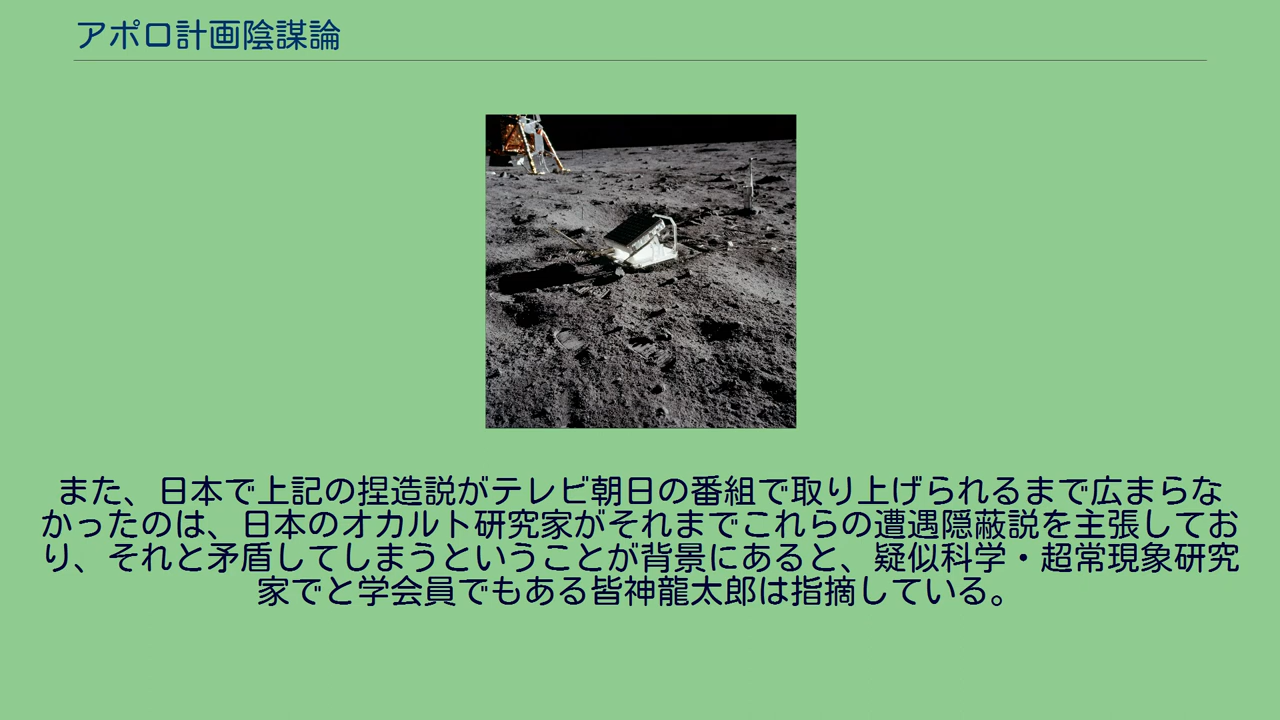 アポロ計画陰謀論
また、日本で上記の捏造説がテレビ朝日の番組で取り上げられるまで広まらな
かったのは、日本のオカルト研究家がそれまでこれらの遭遇隠蔽説を主張してお
り、それと矛盾してしまうということが背景にあると、疑似科学・超常現象研究
家でと学会員でもある皆神龍太郎は指摘している。